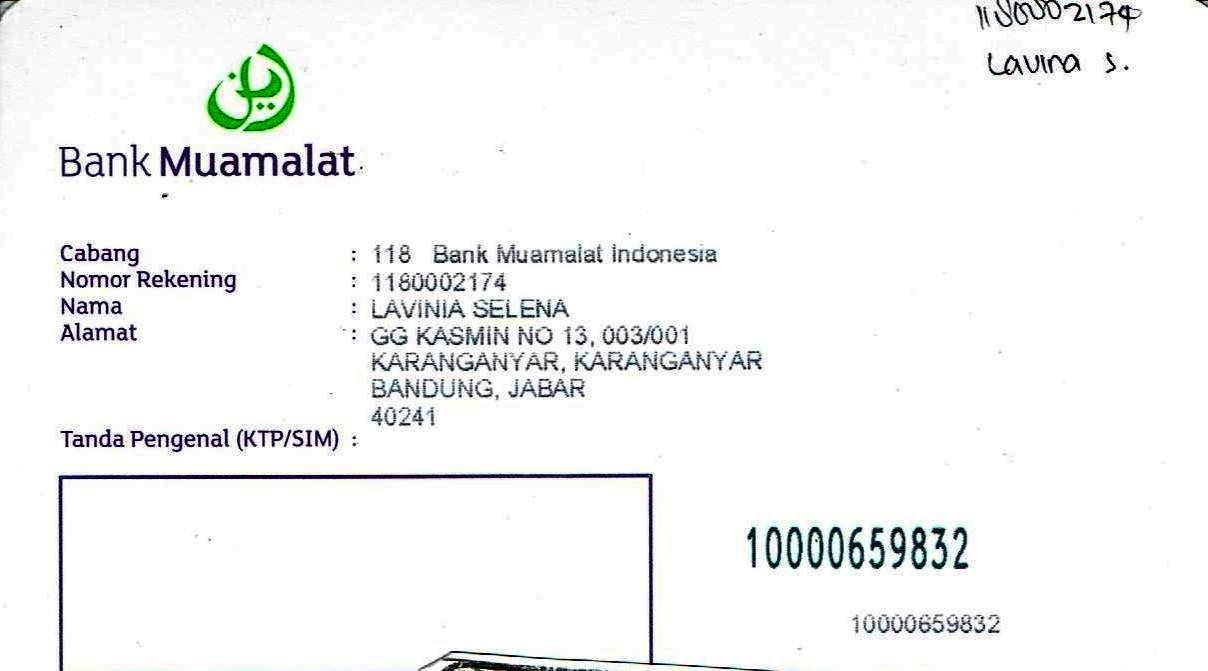 1180002174
Lavina S.
Bank Muamalat
Cabang : 118 Bank Muamalat Indonesia
Nomor Rekening : 1180002174
Nama : LAVINIA SELENA
Alamat : GG KASMIN NO 13, 003/001
KARANGANYAR, KARANGANYAR
BANDUNG, JABAR
40241
Tanda Pengenal (KTP/SIM) :
10000659832
10000659832